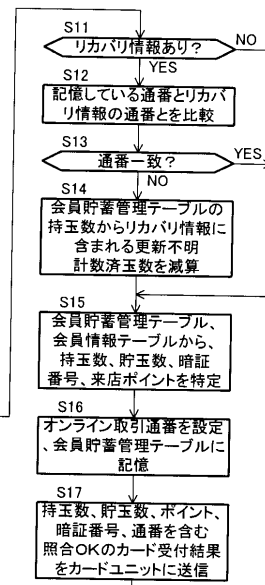 S11
リカバリ情報あり?
NO
YES
S12
記憶している通番とリカバ
リ情報の通番とを比較
S13
通番一致?
YES
NO
S14
会員貯蓄管理テーブルの
持玉数からリカバリ情報に
含まれる更新不明
計数済玉数を減算
S15
会員貯蓄管理テーブル、
会員情報テーブルから、
持玉数、貯玉数、暗証
番号、来店ポイントを特定
S16
オンライン取引通番を設定
、会員貯蓄管理テーブルに
記憶
S17
持玉数、貯玉数、ポイント、
暗証番号、通番を含む
照合OKのカード受付結果
をカードユニットに送信